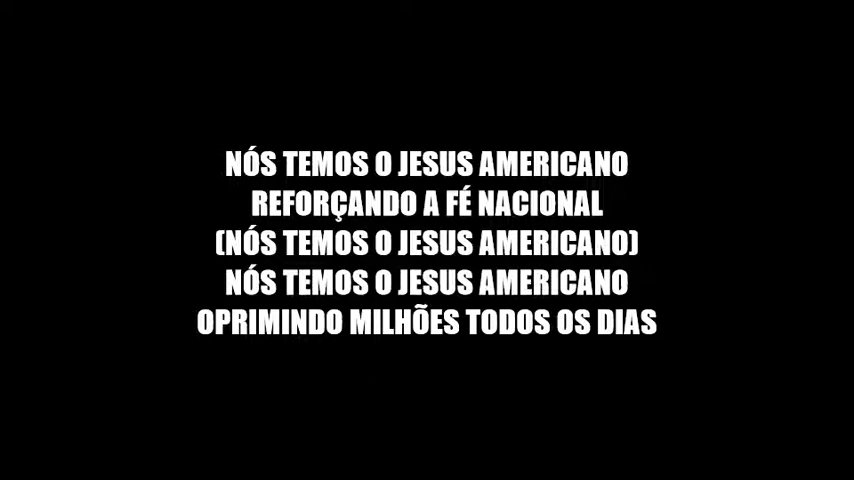 NÓS TEMOS O JESUS AMERICANO
REFORÇANDO A FÉ NACIONAL
(NÓS TEMOS O JESUS AMERICANO)
NÓS TEMOS O JESUS AMERICANO
OPRIMINDO MILHÕES TODOS OS DIAS